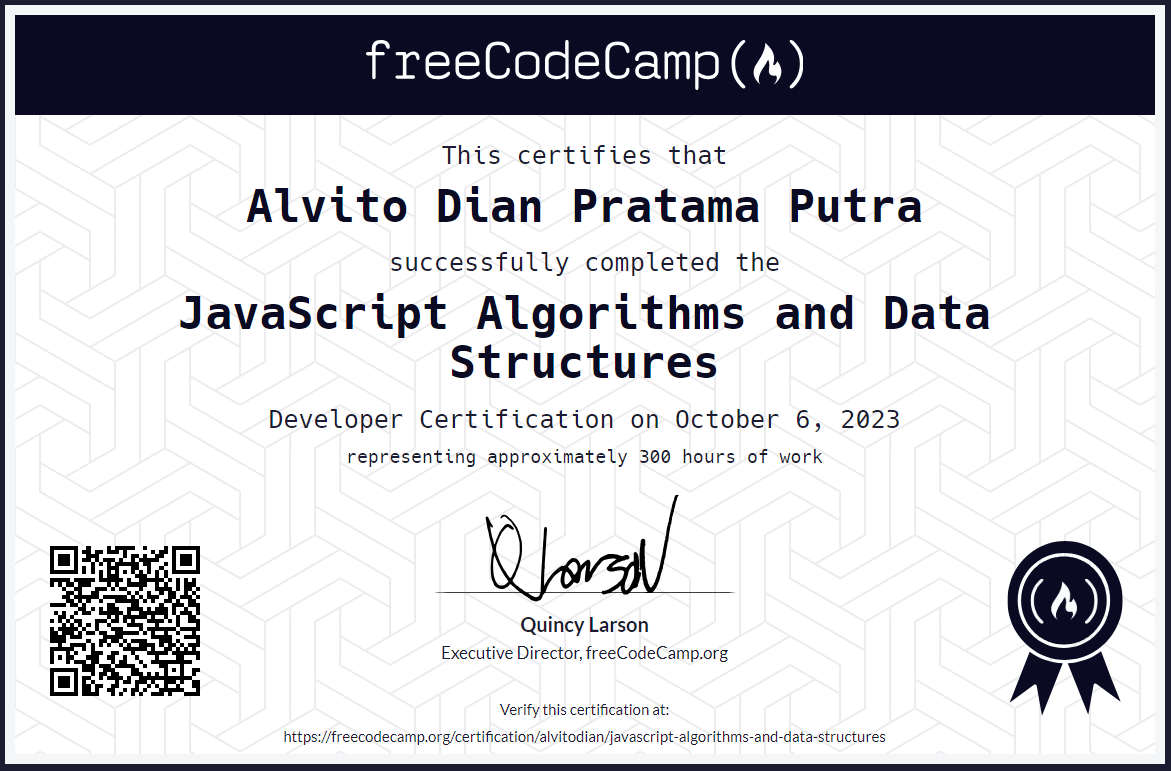 freeCodeCamp
This certifies that
Alvito Dian Pratama Putra
successfully completed the
JavaScript Algorithms and Data
Structures
Developer Certification on October 6, 2023
representing approximately 300 hours of work
Quincy Larson
Executive Director, freeCodeCamp.org
Verify this certification at:
https://freecodecamp.org/certification/alvitodian/javascript-algorithms-and-data-structures